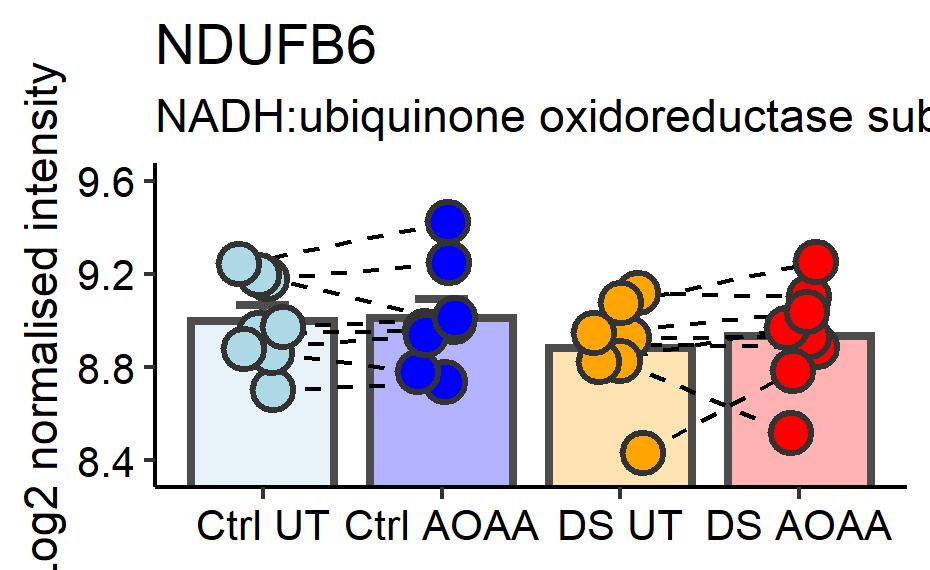 NDUFB6
NADH:ubiquinone oxidoreductase sub
og2 normalised intensity
9.6
9.2
8.8
8.4
Ctrl UT
Ctrl AOAA
DS UT
DS AOAA